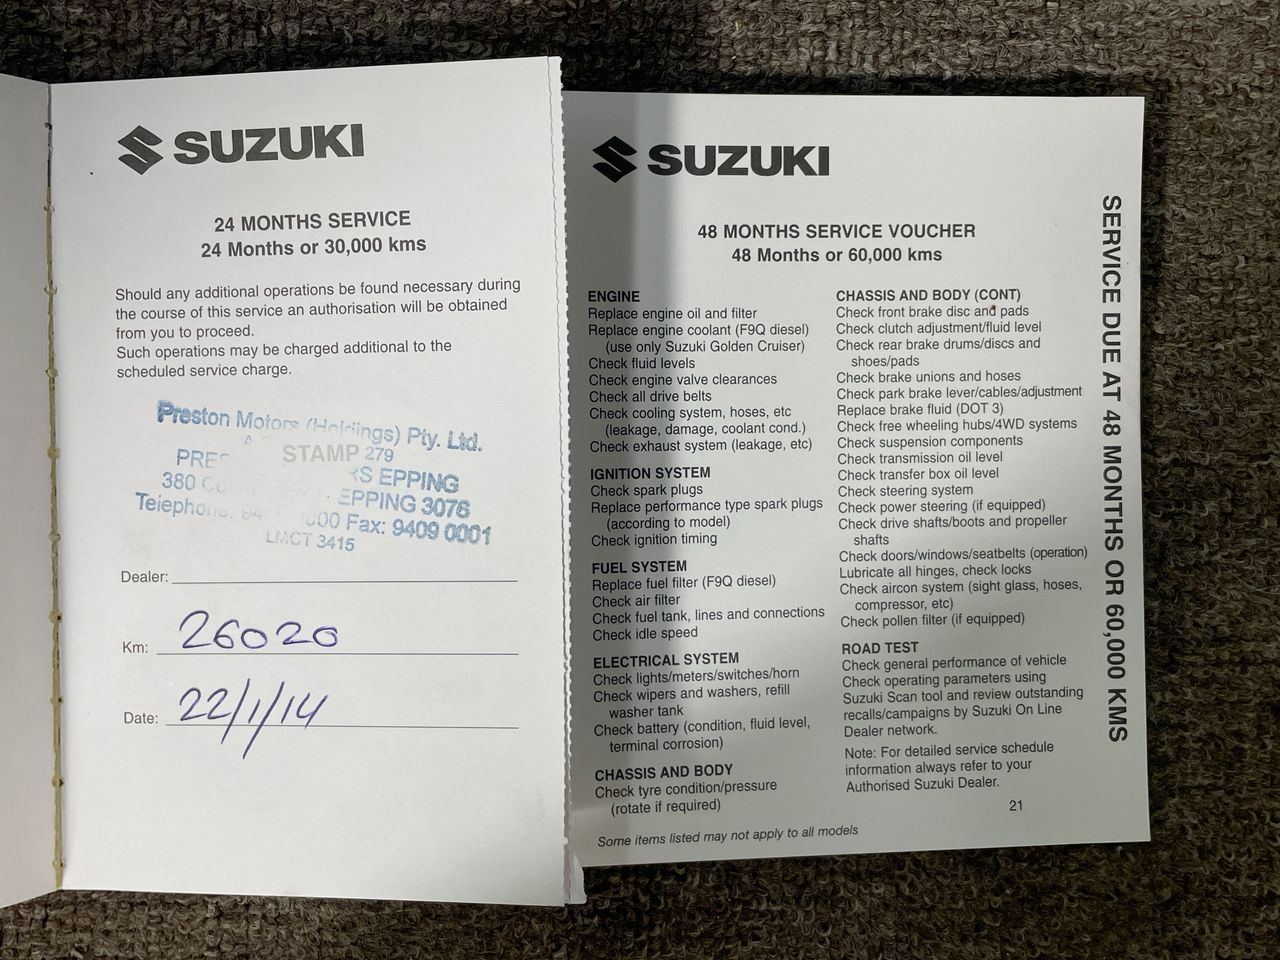 SUZUKI
24 MONTHS SERVICE
24 Months or 30,000 kms
Should any additional operations be found necessary during
the course of this service an authorisation will be obtained
from you to proceed.
Such operations may be charged additional to the
scheduled service charge.
Preston Motors (Holdings) Pty. Ltd.
STAMP 279
EPPING
380
EPPING 3076
Fax: 9409 0001
LMCT 3415
Dealer:
Km: 26020
Date: 22/1/14
SUZUKI
48 MONTHS SERVICE VOUCHER
48 Months or 60,000 kms
ENGINE
Replace engine oil and filter
Replace engine coolant (F9Q diesel)
(use only Suzuki Golden Cruiser)
Check fluid levels
Check engine valve clearances
Check all drive belts
Check cooling system, hoses, etc
(leakage, damage, coolant cond.)
Check exhaust system (leakage, etc)
IGNITION SYSTEM
Check spark plugs
Replace performance type spark plugs
(according to model)
Check ignition timing
FUEL SYSTEM
Replace fuel filter (F9Q diesel)
Check air filter
Check fuel tank, lines and connections
Check idle speed
ELECTRICAL SYSTEM
Check lights/meters/switches/horn
Check wipers and washers, refill
washer tank
Check battery (condition, fluid level,
terminal corrosion)
CHASSIS AND BODY
Check tyre condition/pressure
(rotate if required)
Some items listed may not apply to all models
CHASSIS AND BODY (CONT)
Check front brake disc and pads
Check clutch adjustment/fluid level
Check rear brake drums/discs and
shoes/pads
Check brake unions and hoses
Check park brake lever/cables/adjustment
Replace brake fluid (DOT 3)
Check free wheeling hubs/4WD systems
Check suspension components
Check transmission oil level
Check transfer box oil level
Check steering system
Check power steering (if equipped)
Check drive shafts/boots and propeller
shafts
Check doors/windows/seatbelts (operation)
Lubricate all hinges, check locks
Check aircon system (sight glass, hoses,
compressor, etc)
Check pollen filter (if equipped)
ROAD TEST
Check general performance of vehicle
Check operating parameters using
Suzuki Scan tool and review outstanding
recalls/campaigns by Suzuki On Line
Dealer network.
Note: For detailed service schedule
information always refer to your
Authorised Suzuki Dealer.
21
SERVICE DUE AT 48 MONTHS OR 60,000 KMS